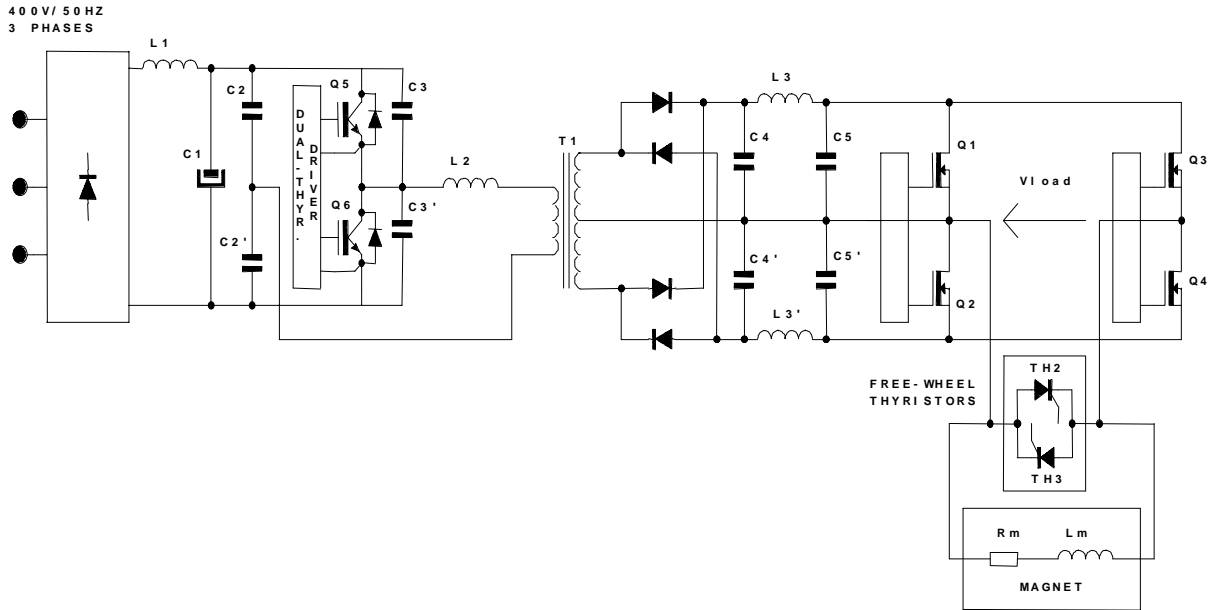 400V/50HZ
3 PHASES
L1
C1
C2
C2'
DUAL-THYR.
DRIVER
Q5
Q6
C3
C3'
L2
T1
C4
C4'
L3
L3'
C5
C5'
Q1
Q2
Vload
Q3
Q4
FREE-WHEEL
THYRISTORS
TH2
TH3
Rm
Lm
MAGNET